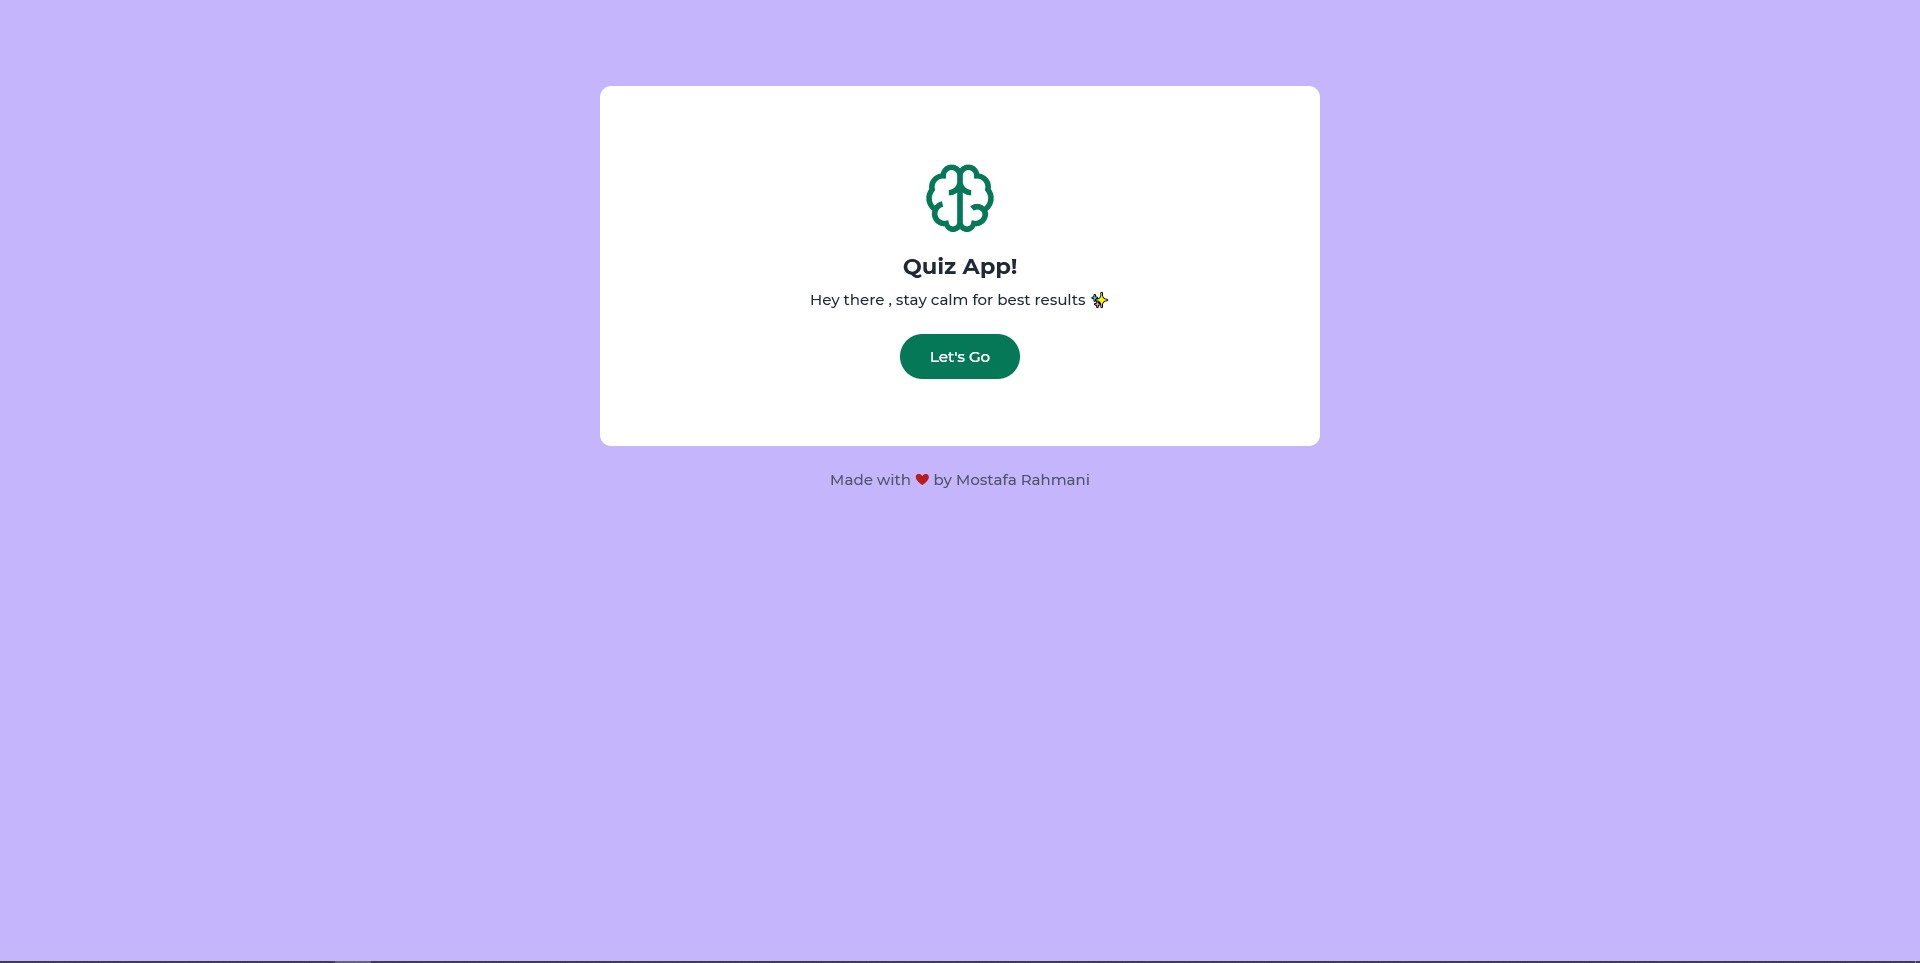 Quiz App!
Hey there , stay calm for best results ✨
Let's Go
Made with ❤ by Mostafa Rahmani